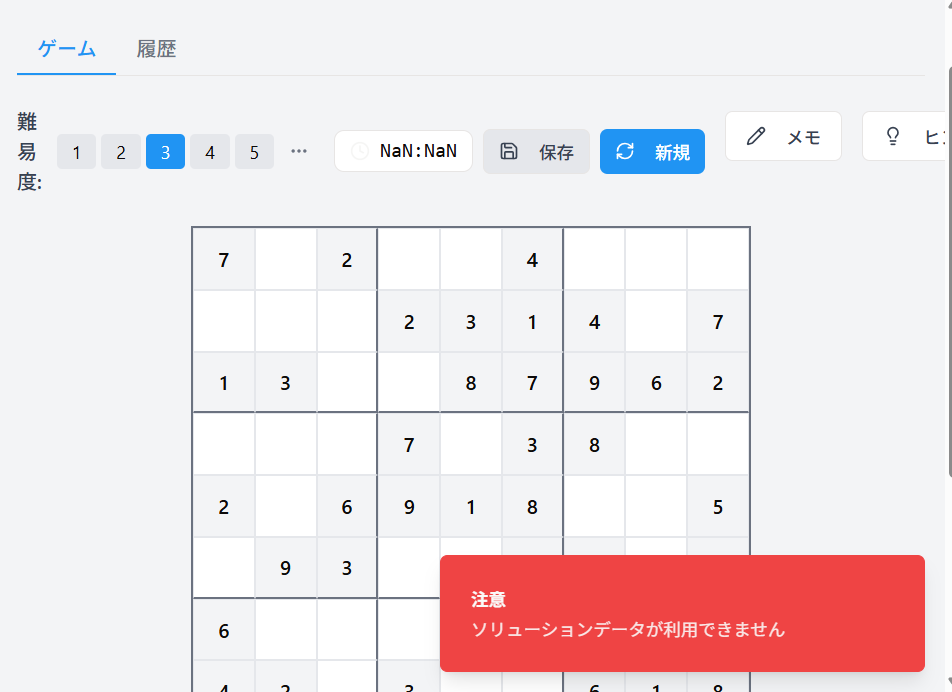 ゲーム 履歴
難易度: 1 2 3 4 5 ··· NaN:NaN 保存 新規 メモ
7 2 4
2 3 1 4 7
1 3 8 7 9 6 2
7 3 8
2 6 9 1 8 5
9 3
6
4 2 3 6 1 8
注意
ソリューションデータが利用できません